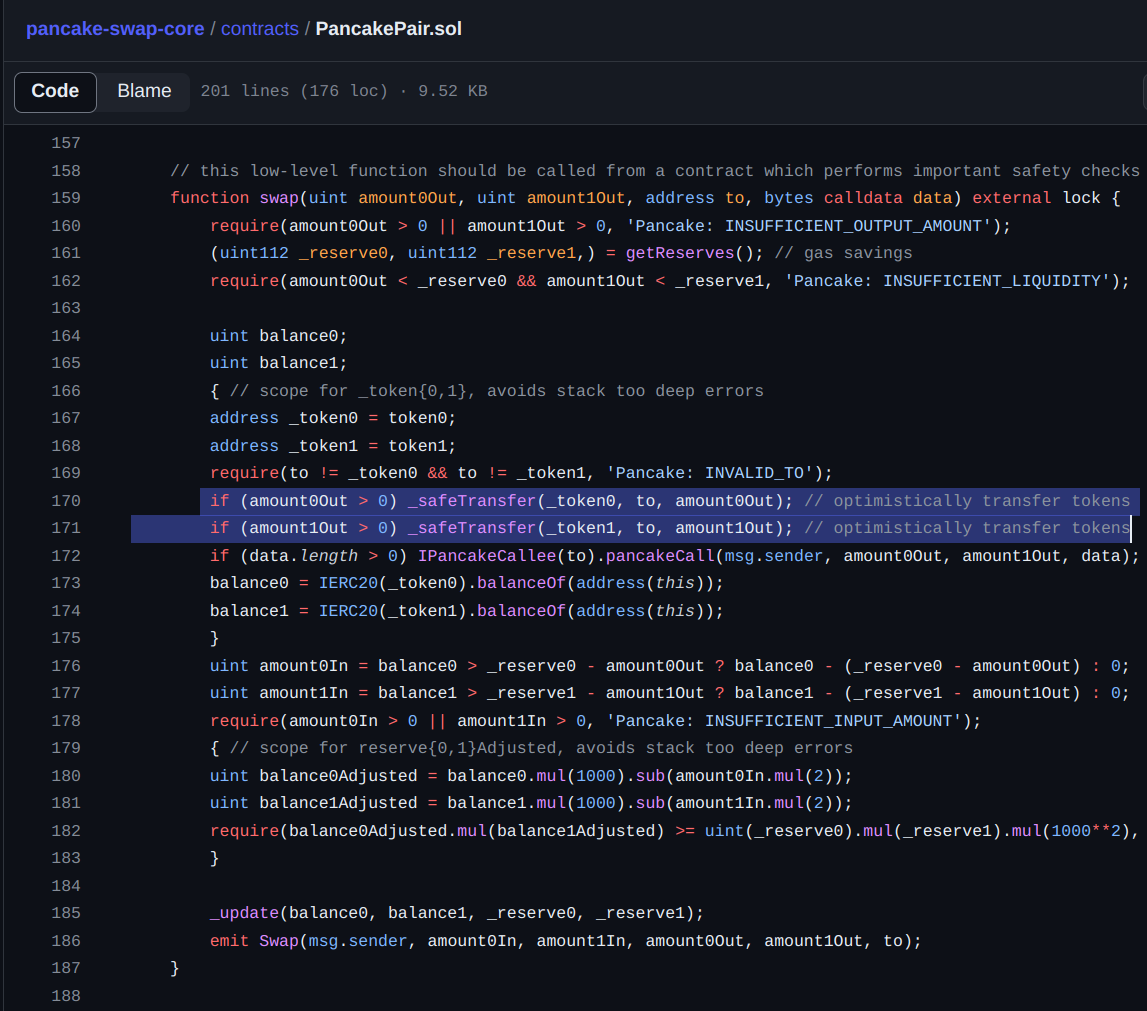 pancake-swap-core / contracts / PancakePair.sol
Code Blame 201 lines (176 loc) · 9.52 KB
157
158 // this low-level function should be called from a contract which performs important safety checks
159 function swap(uint amount0Out, uint amount1Out, address to, bytes calldata data) external lock {
160 require(amount0Out > 0 || amount1Out > 0, 'Pancake: INSUFFICIENT_OUTPUT_AMOUNT');
161 (uint112 _reserve0, uint112 _reserve1,) = getReserves(); // gas savings
162 require(amount0Out < _reserve0 && amount1Out < _reserve1, 'Pancake: INSUFFICIENT_LIQUIDITY');
163
164 uint balance0;
165 uint balance1;
166 { // scope for _token{0,1}, avoids stack too deep errors
167 address _token0 = token0;
168 address _token1 = token1;
169 require(to != _token0 && to != _token1, 'Pancake: INVALID_TO');
170 if (amount0Out > 0) _safeTransfer(_token0, to, amount0Out); // optimistically transfer tokens
171 if (amount1Out > 0) _safeTransfer(_token1, to, amount1Out); // optimistically transfer tokens
172 if (data.length > 0) IPancakeCallee(to).pancakeCall(msg.sender, amount0Out, amount1Out, data);
173 balance0 = IERC20(_token0).balanceOf(address(this));
174 balance1 = IERC20(_token1).balanceOf(address(this));
175 }
176 uint amount0In = balance0 > _reserve0 - amount0Out ? balance0 - (_reserve0 - amount0Out) : 0;
177 uint amount1In = balance1 > _reserve1 - amount1Out ? balance1 - (_reserve1 - amount1Out) : 0;
178 require(amount0In > 0 || amount1In > 0, 'Pancake: INSUFFICIENT_INPUT_AMOUNT');
179 { // scope for reserve{0,1}Adjusted, avoids stack too deep errors
180 uint balance0Adjusted = balance0.mul(1000).sub(amount0In.mul(2));
181 uint balance1Adjusted = balance1.mul(1000).sub(amount1In.mul(2));
182 require(balance0Adjusted.mul(balance1Adjusted) >= uint(_reserve0).mul(_reserve1).mul(1000**2),
183 }
184
185 _update(balance0, balance1, _reserve0, _reserve1);
186 emit Swap(msg.sender, amount0In, amount1In, amount0Out, amount1Out, to);
187 }
188